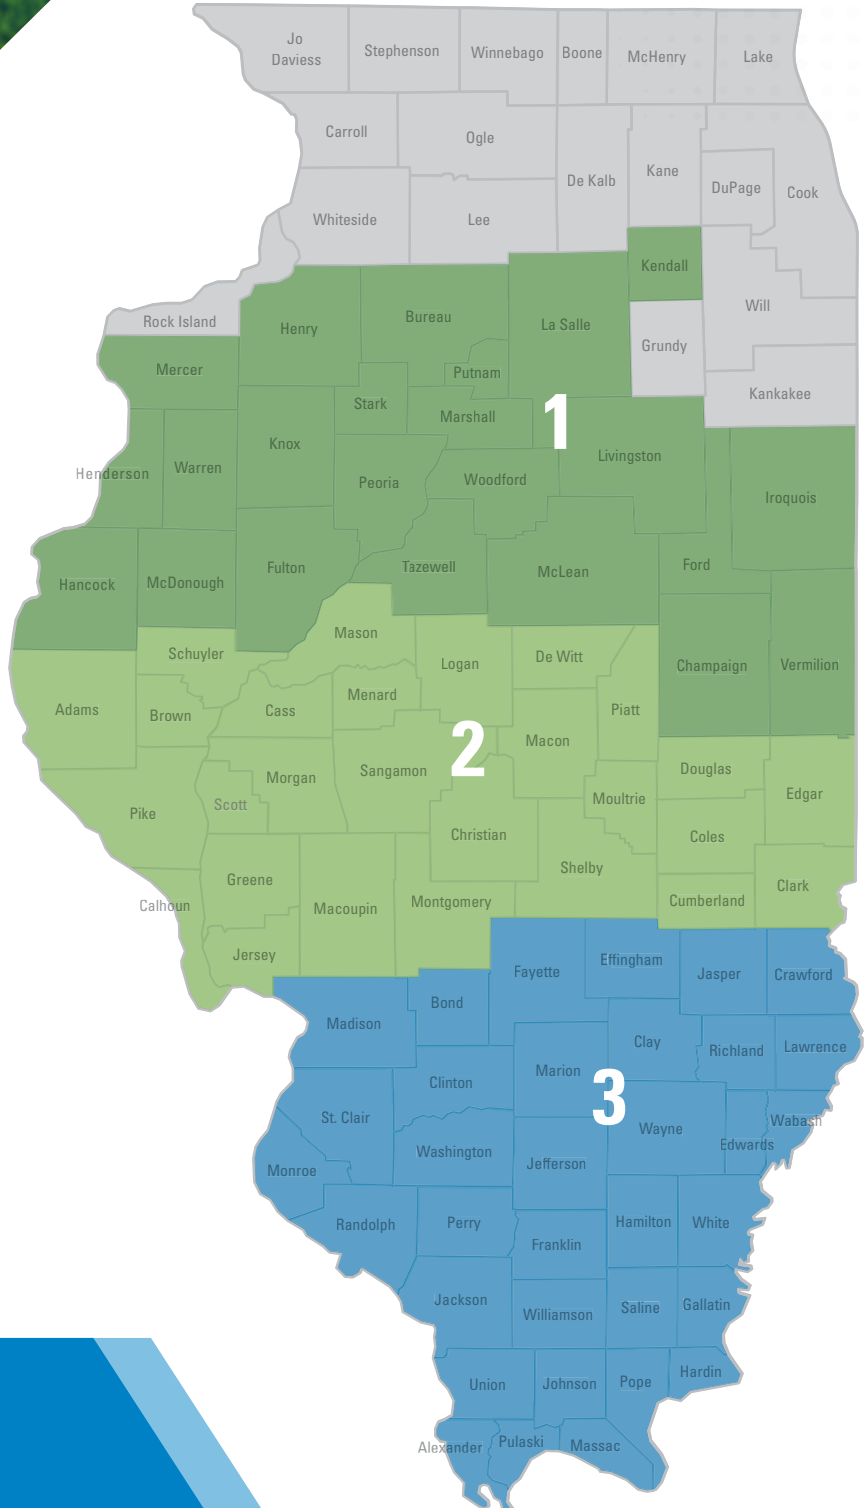 Jo
Daviess
Stephenson
Winnebago
Boone
McHenry
Lake
Carroll
Ogle
De Kalb
Kane
DuPage
Cook
Whiteside
Lee
Kendall
Rock Island
Henry
Bureau
La Salle
Will
Grundy
Mercer
Putnam
Kankakee
Stark
Marshall
1
Knox
Livingston
Henderson
Warren
Peoria
Woodford
Iroquois
Hancock
McDonough
Fulton
Tazewell
McLean
Ford
Mason
Schuyler
Logan
De Witt
Champaign
Vermilion
Adams
Brown
Cass
Menard
Piatt
2
Macon
Sangamon
Morgan
Scott
Pike
Douglas
Moultrie
Edgar
Christian
Coles
Shelby
Greene
Calhoun
Macoupin
Montgomery
Cumberland
Clark
Jersey
Fayette
Effingham
Jasper
Crawford
Bond
Madison
Clay
Richland
Lawrence
Marion
Clinton
3
St. Clair
Wayne
Wabash
Edwards
Washington
Jefferson
Monroe
Randolph
Perry
Hamilton
White
Franklin
Jackson
Williamson
Saline
Gallatin
Union
Johnson
Pope
Hardin
Alexander
Pulaski
Massac